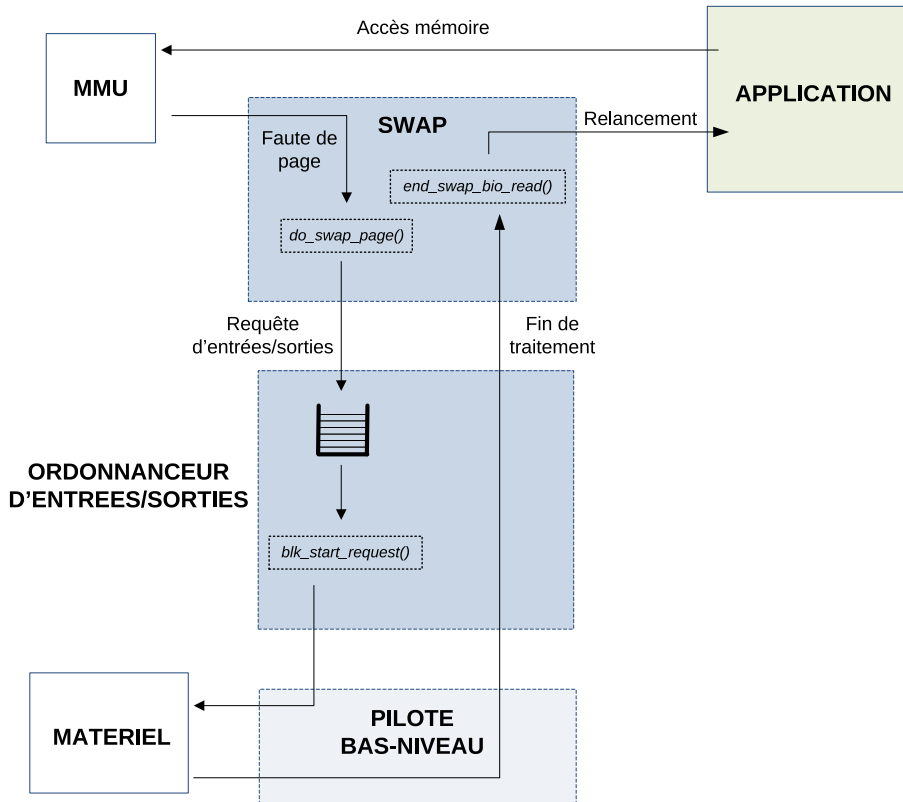 Accès mémoire
MMU
APPLICATION
SWAP
Relancement
Faute de
page
end_swap_bio_read()
do_swap_page()
Requête
d'entrées/sorties
Fin de
traitement
ORDONNANCEUR
D’ENTREES/SORTIES
blk_start_request()
MATERIEL
PILOTE
BAS-NIVEAU